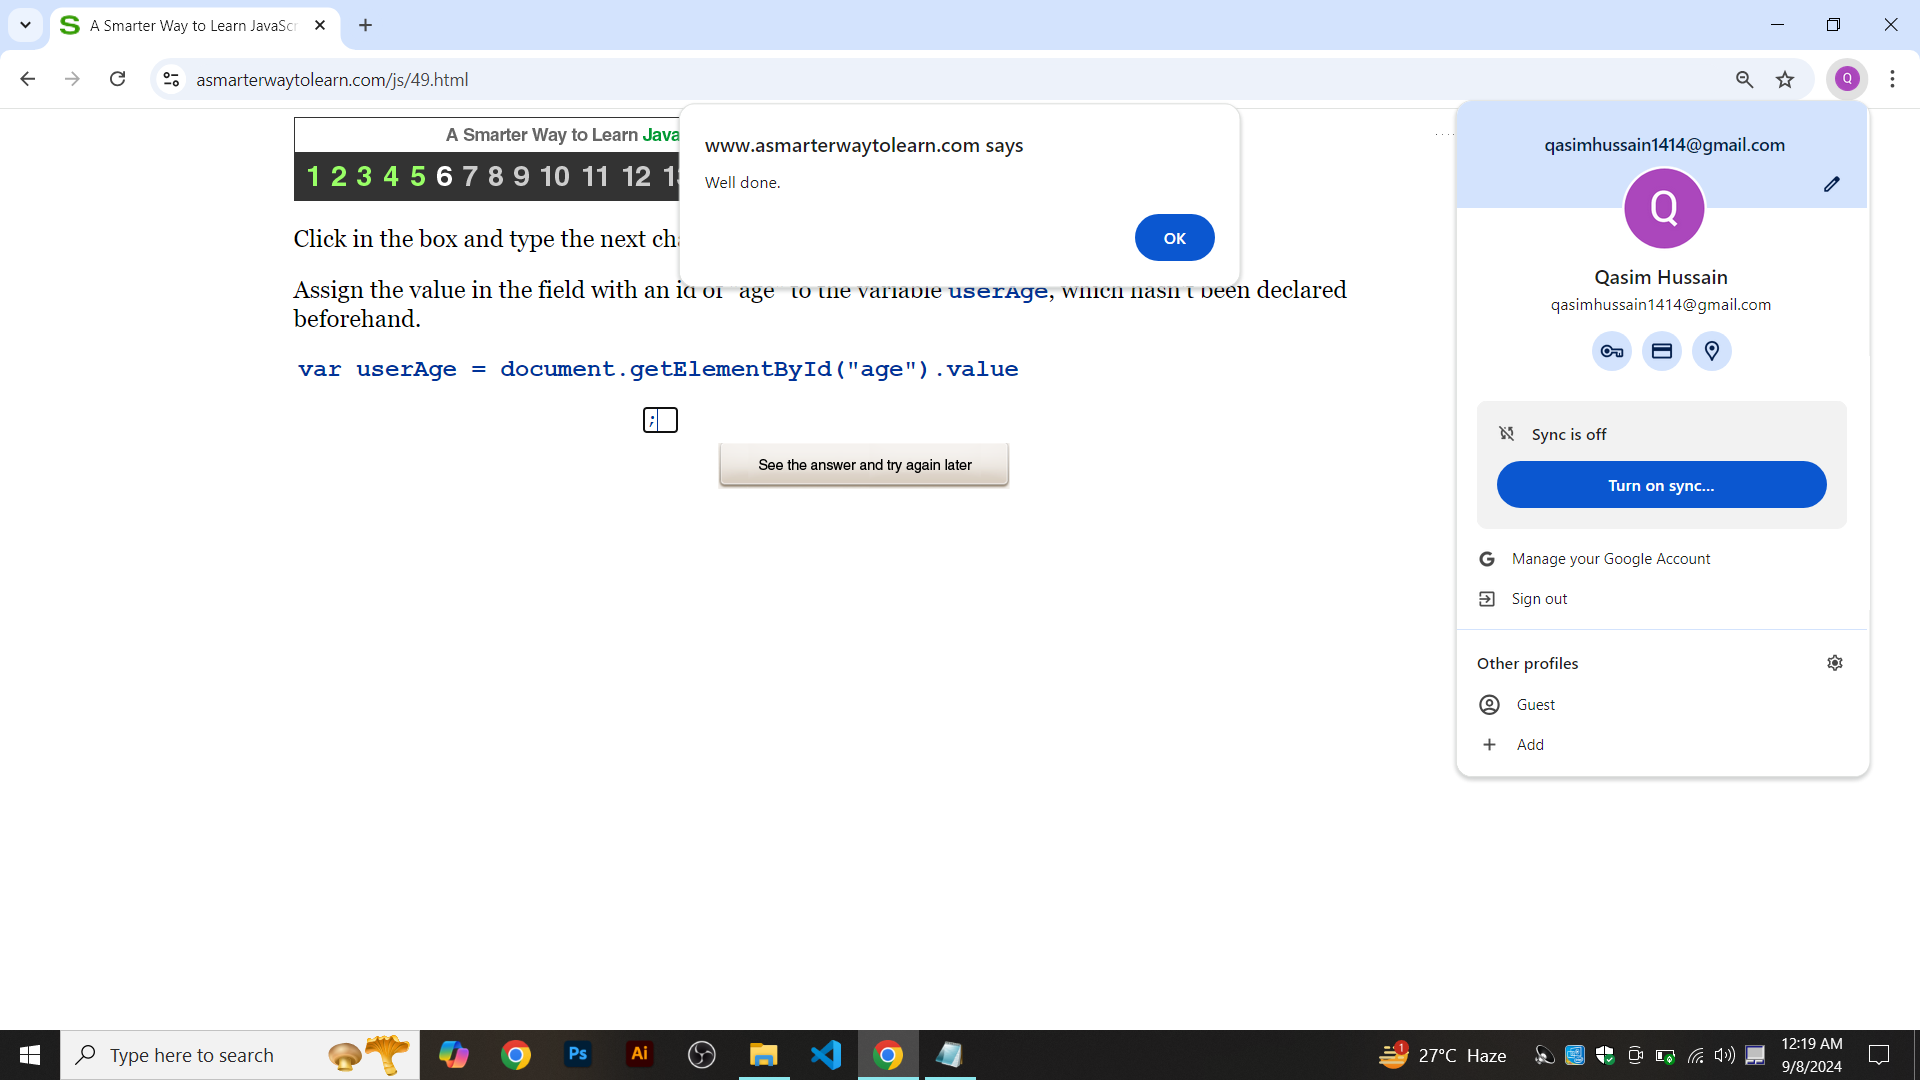 A Smarter Way to Learn JavaScr
asmarterwaytolearn.com/js/49.html
Q
A Smarter Way to Learn Java
1 2 3 4 5 6 7 8 9 10 11 12
www.asmarterwaytolearn.com says
Well done.
OK
Click in the box and type the next
Assign the value in the field with an id of "age" to the variable userAge, which hasn't been declared
beforehand.
var userAge = document.getElementById("age").value
;
See the answer and try again later
qasimhussain1414@gmail.com
Q
Qasim Hussain
qasimhussain1414@gmail.com
Sync is off
Turn on sync...
Manage your Google Account
Sign out
Other profiles
Guest
Add
Type here to search
Ps
Ai
1
27°C Haze
12:19 AM
9/8/2024